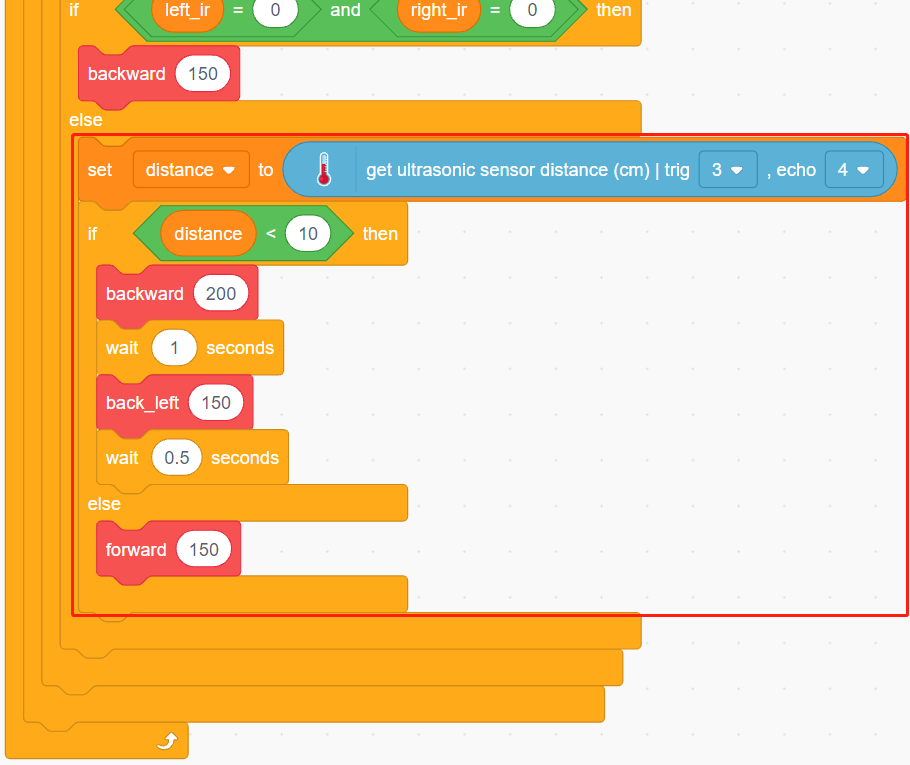 if left_ir = 0 and right_ir = 0 then
backward 150
else
set distance to get ultrasonic sensor distance (cm) | trig 3 , echo 4
if distance < 10 then
backward 200
wait 1 seconds
back_left 150
wait 0.5 seconds
else
forward 150